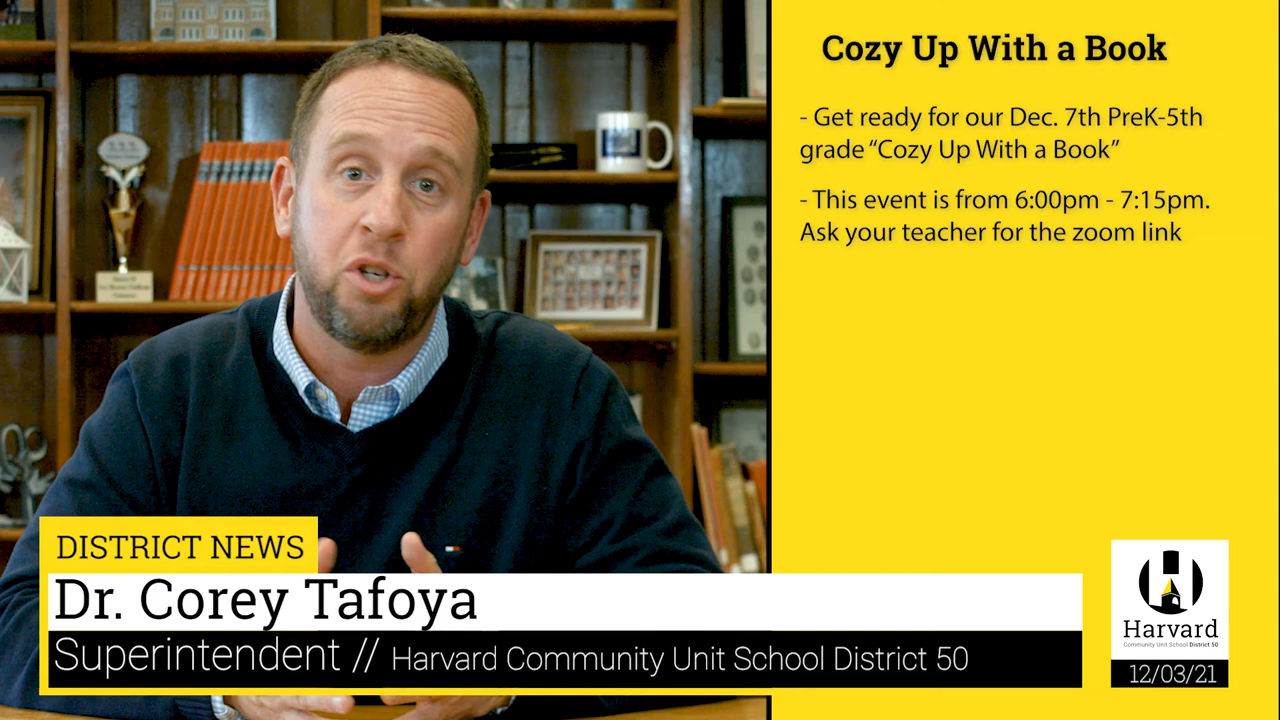 Cozy Up With a Book
- Get ready for our Dec. 7th PreK-5th
grade “Cozy Up With a Book”
- This event is from 6:00pm - 7:15pm.
Ask your teacher for the zoom link
DISTRICT NEWS
Dr. Corey Tafoya
Superintendent // Harvard Community Unit School District 50
Harvard
Community Unit School District 50
12/03/21